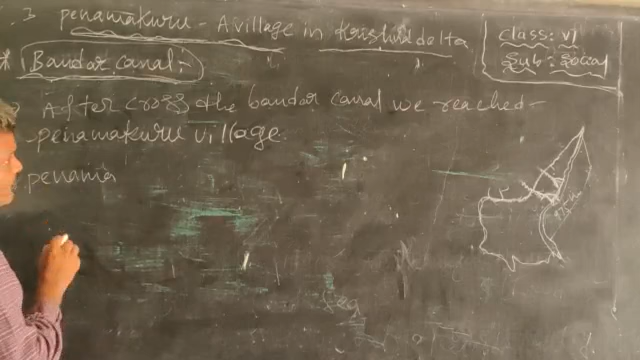 3 penamakuru - A village in Krishna delta
Class: VI
Sub: Social
* Bandar canal:-
After cross the bandar canal we reached -
penamakuru village
penama